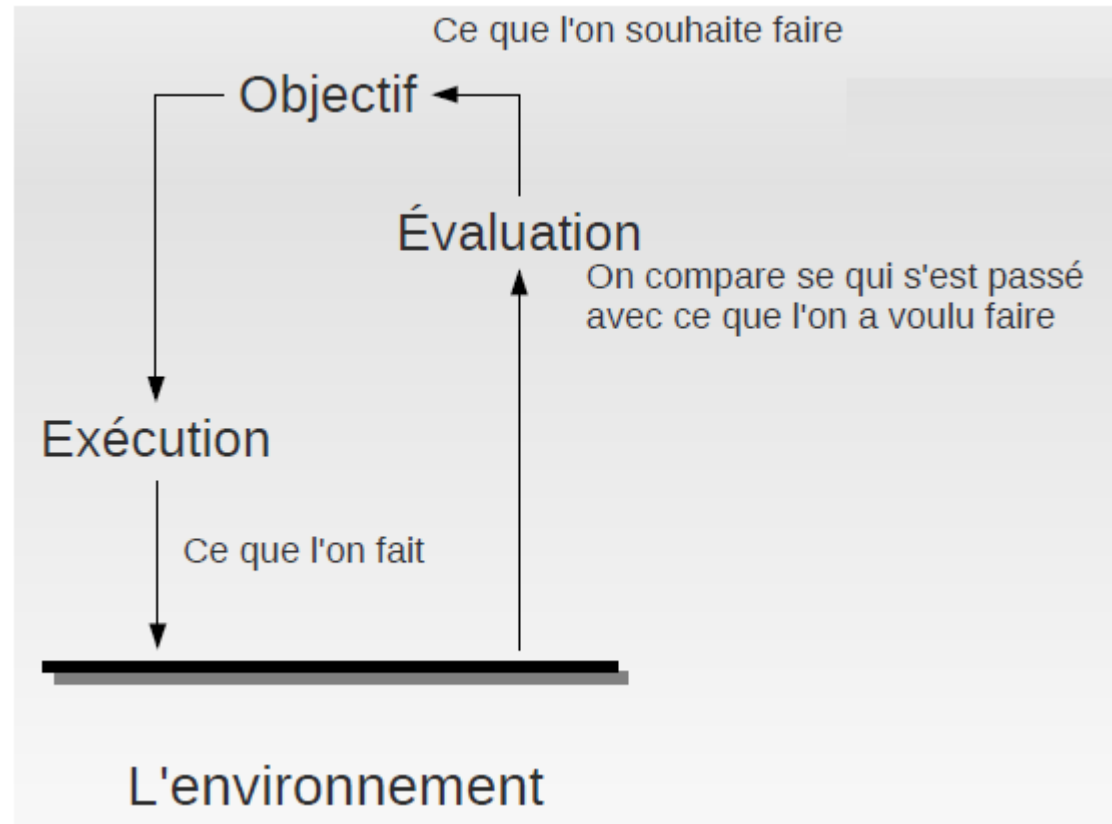 Ce que l'on souhaite faire
Objectif
Évaluation
On compare se qui s'est passé
avec ce que l'on a voulu faire
Exécution
Ce que l'on fait
L'environnement